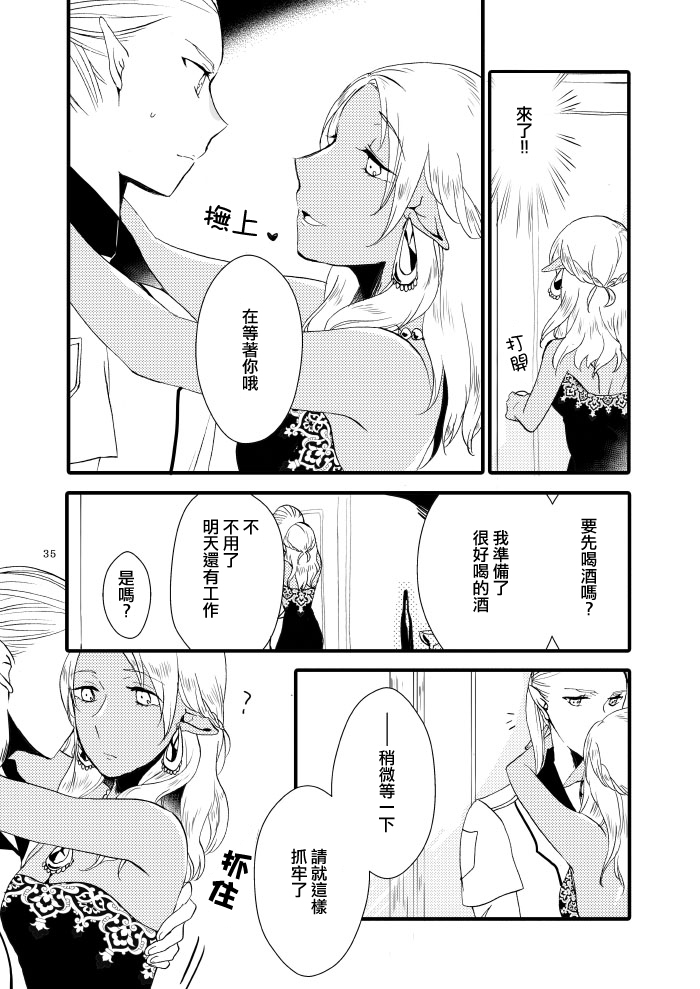 來了!!
打開
撫上
在等著你哦
要先喝酒嗎?
我準備了
很好喝的酒
不
不用了
明天還有工作
是嗎?
35
——稍微等一下
請就這樣
抓牢了
?
抓住